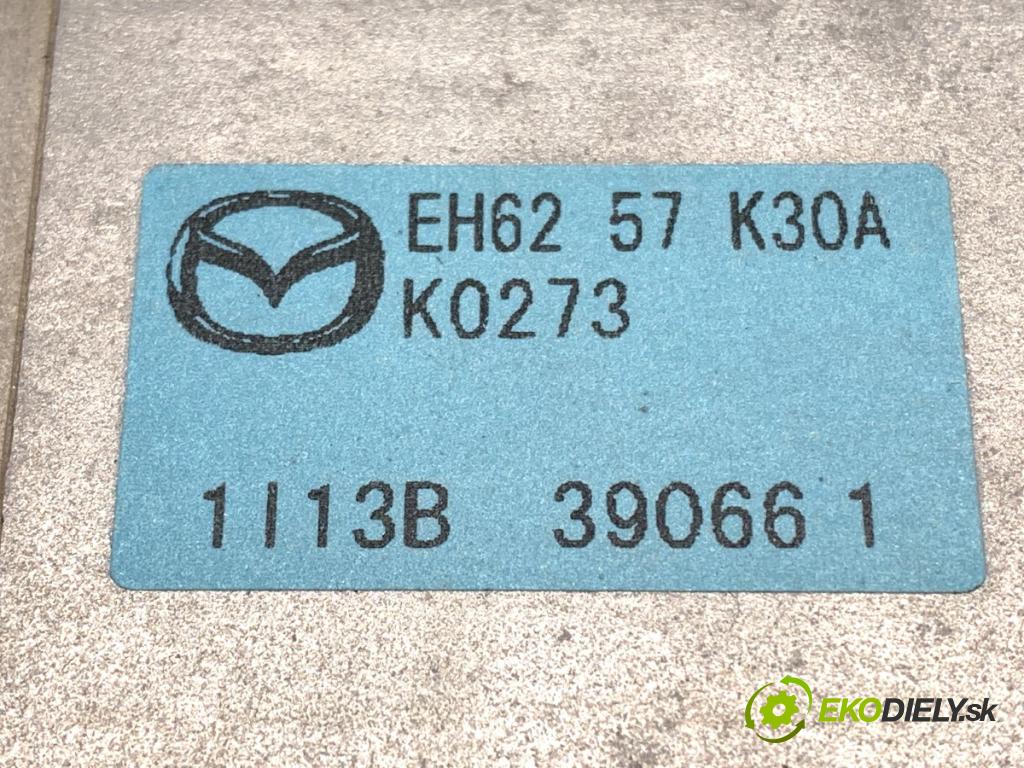 EH62 57 K30A
K0273
1I13B 39066 1
EKODIELY.sk